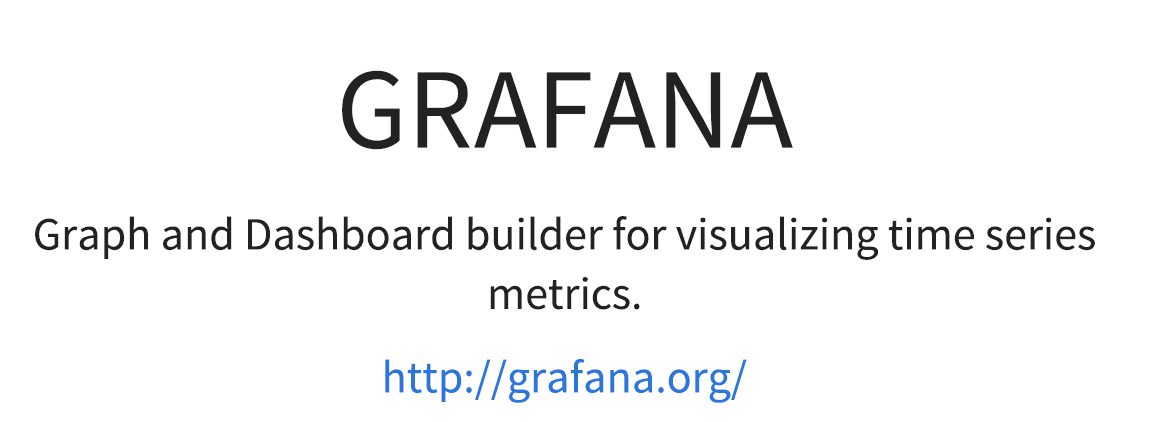 GRAFANA
Graph and Dashboard builder for visualizing time series
metrics.
http://grafana.org/